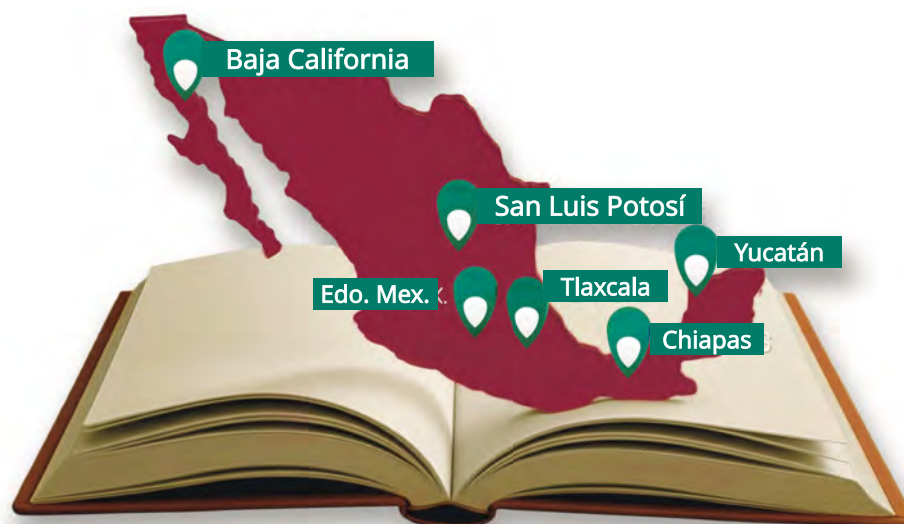 Baja California
San Luis Potosí
Yucatán
Tlaxcala
Edo. Mex.
Chiapas